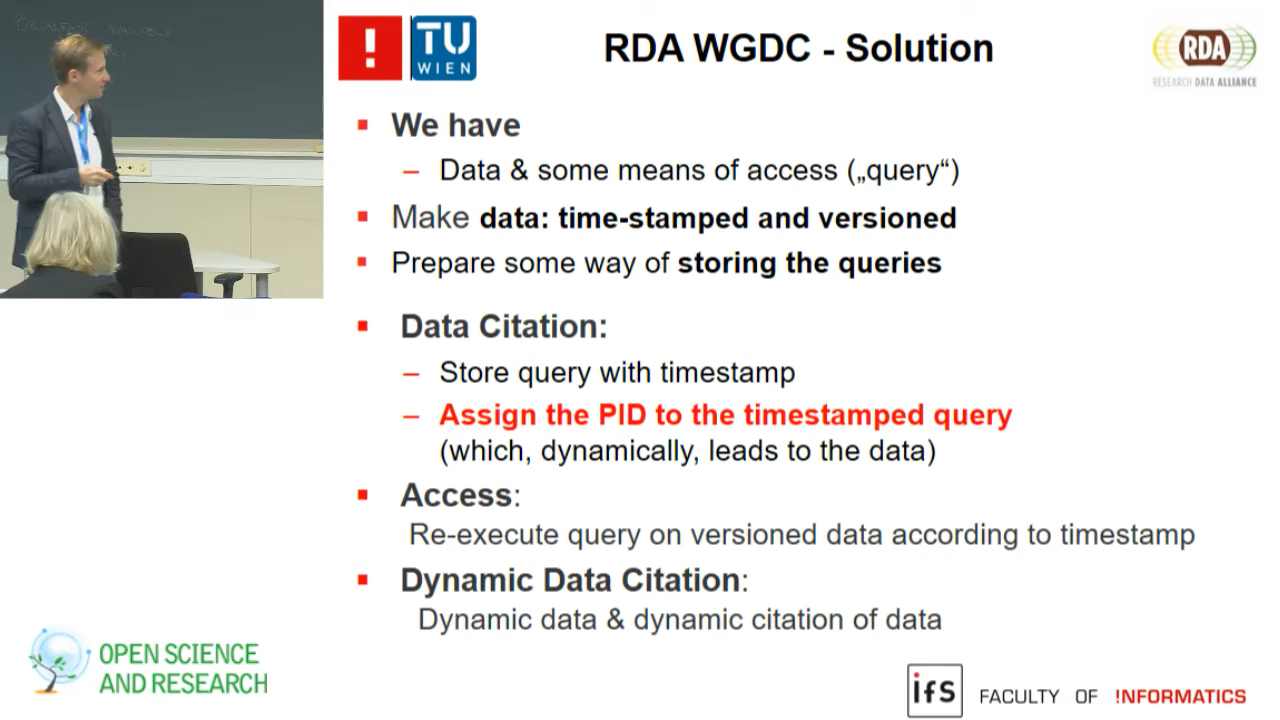 BREAKFAST AVAILABLE
!
TU
WIEN
RDA WGDC - Solution
RDA
RESEARCH DATA ALLIANCE
▪ We have
– Data & some means of access („query“)
▪ Make data: time-stamped and versioned
▪ Prepare some way of storing the queries
▪ Data Citation:
– Store query with timestamp
– Assign the PID to the timestamped query
(which, dynamically, leads to the data)
▪ Access:
Re-execute query on versioned data according to timestamp
▪ Dynamic Data Citation:
Dynamic data & dynamic citation of data
OPEN SCIENCE
AND RESEARCH
ifs
FACULTY OF !NFORMATICS